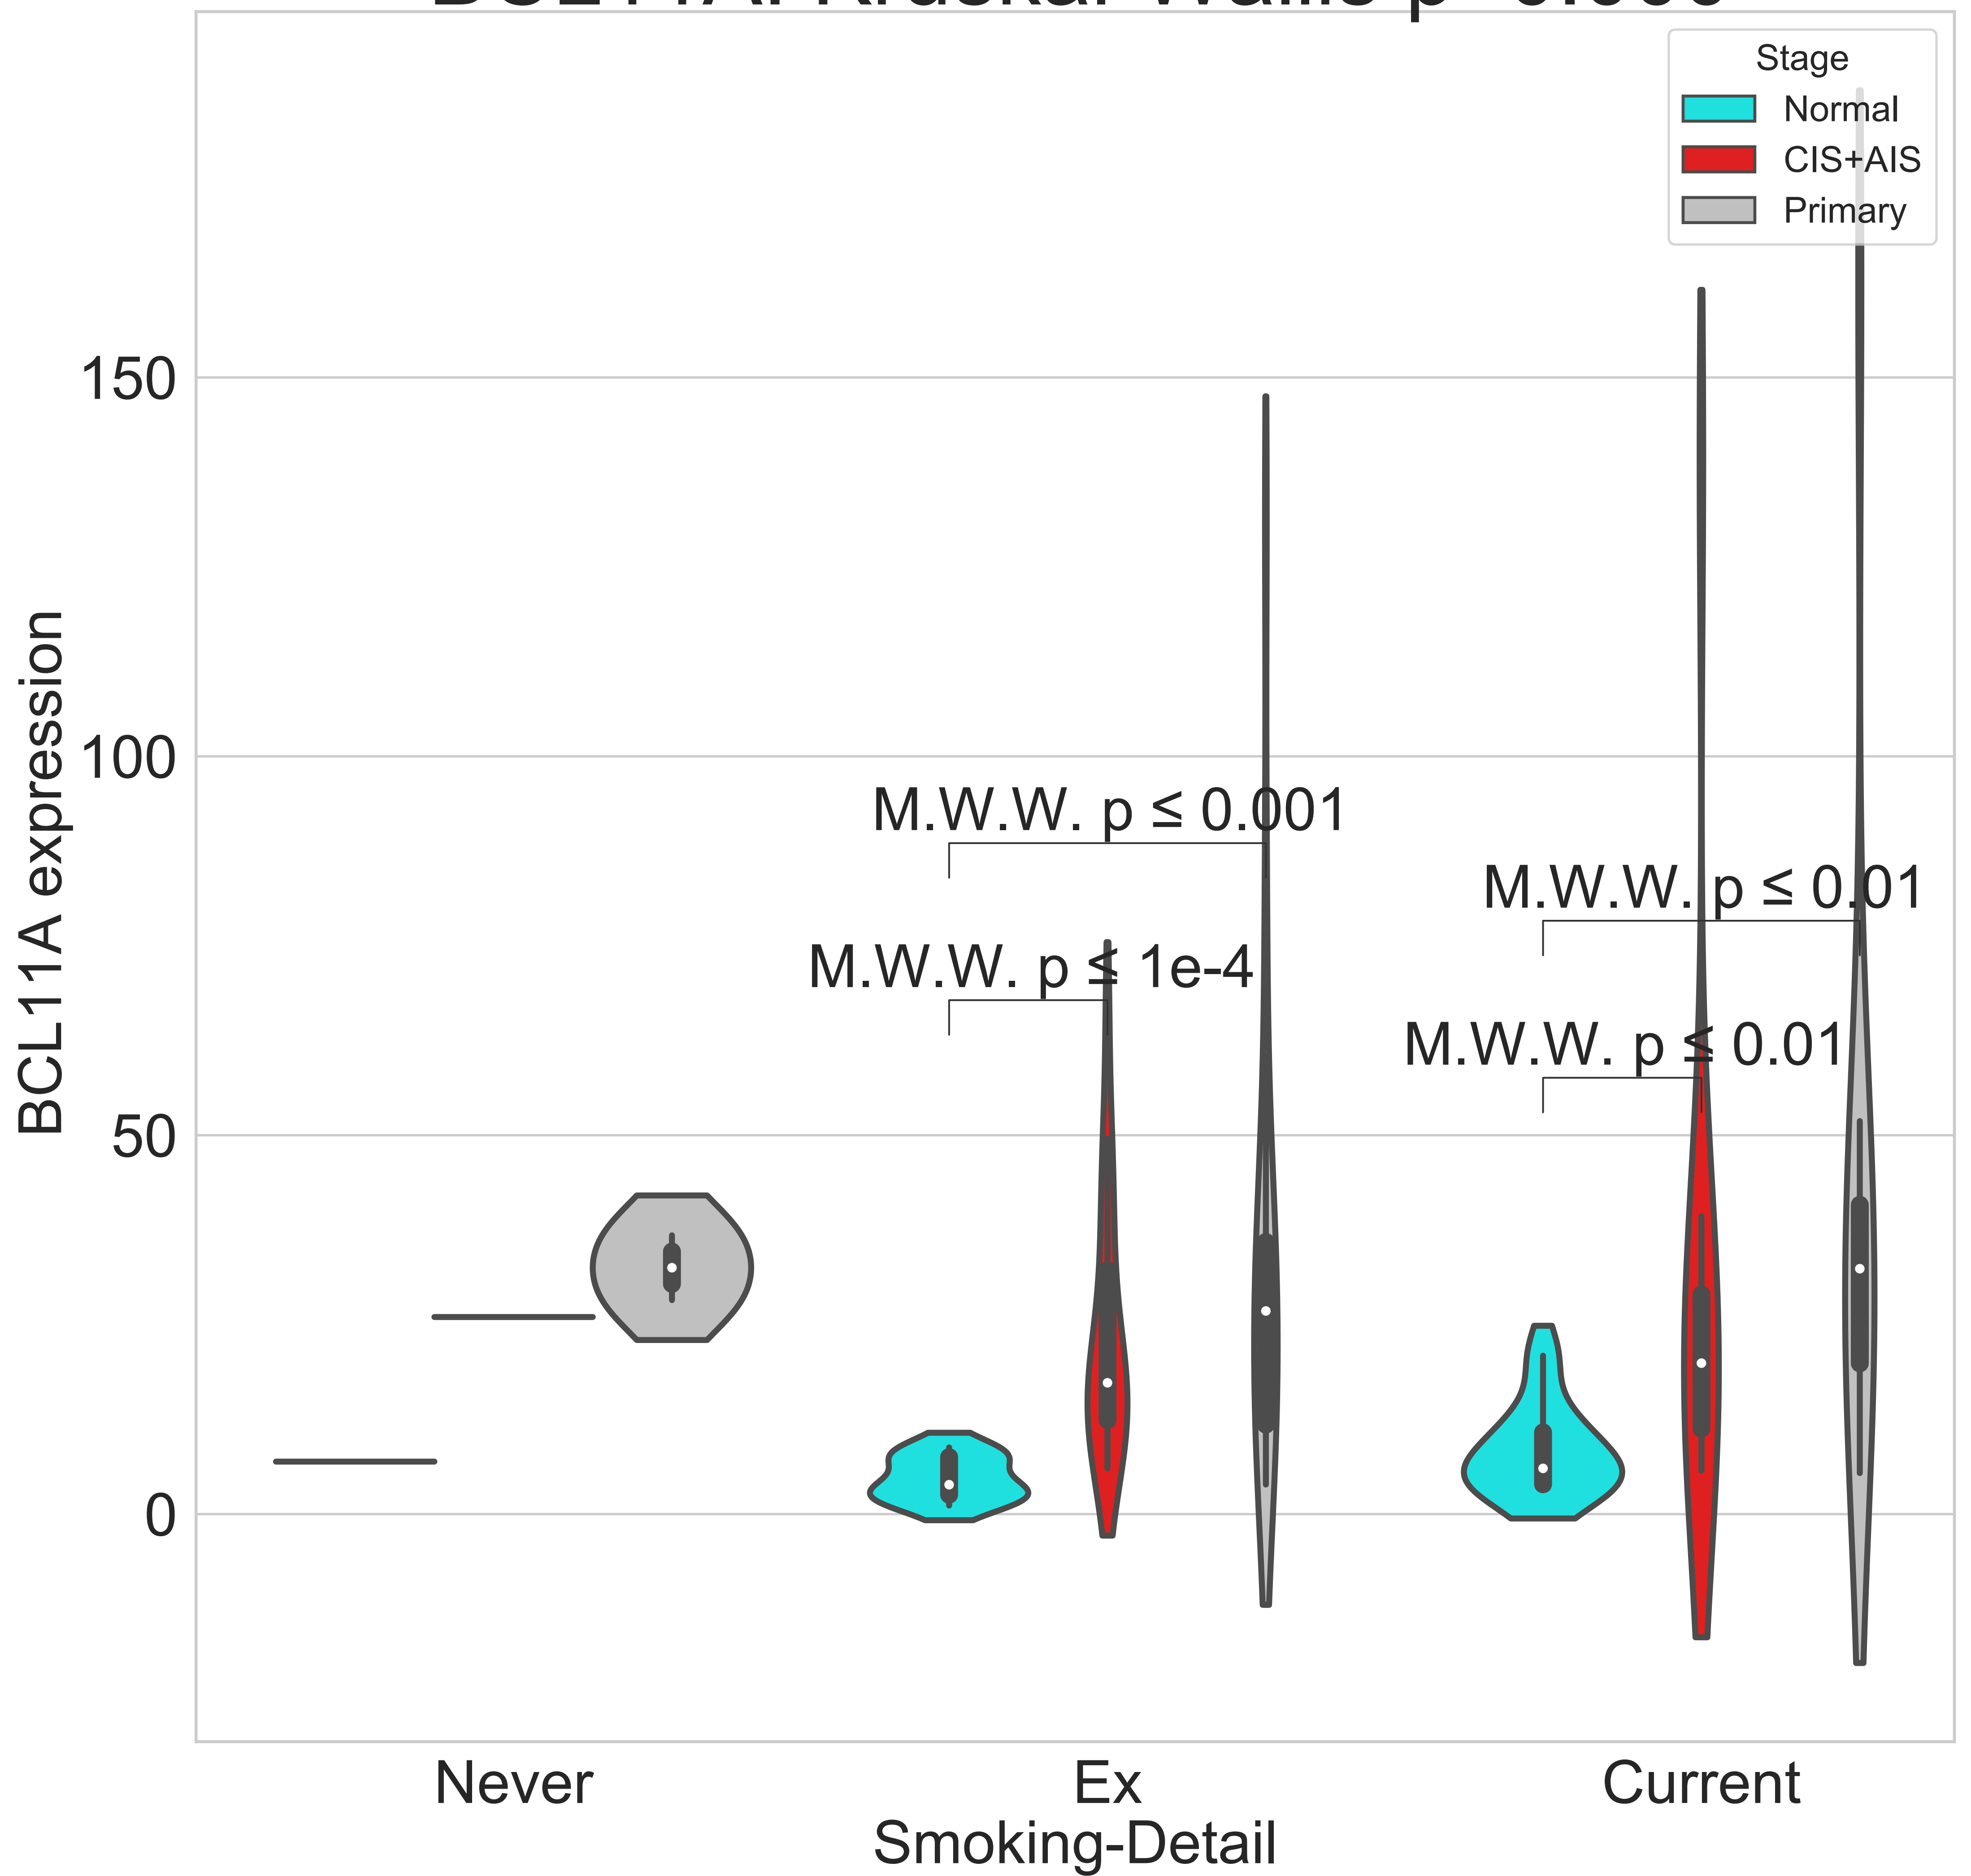 Stage
Normal
CIS+AIS
Primary
150
100
50
0
BCL11A expression
M.W.W. p ≤ 0.001
M.W.W. p ≤ 0.01
M.W.W. p ≤ 1e-4
M.W.W. p ≤ 0.01
Never
Ex
Current
Smoking-Detail